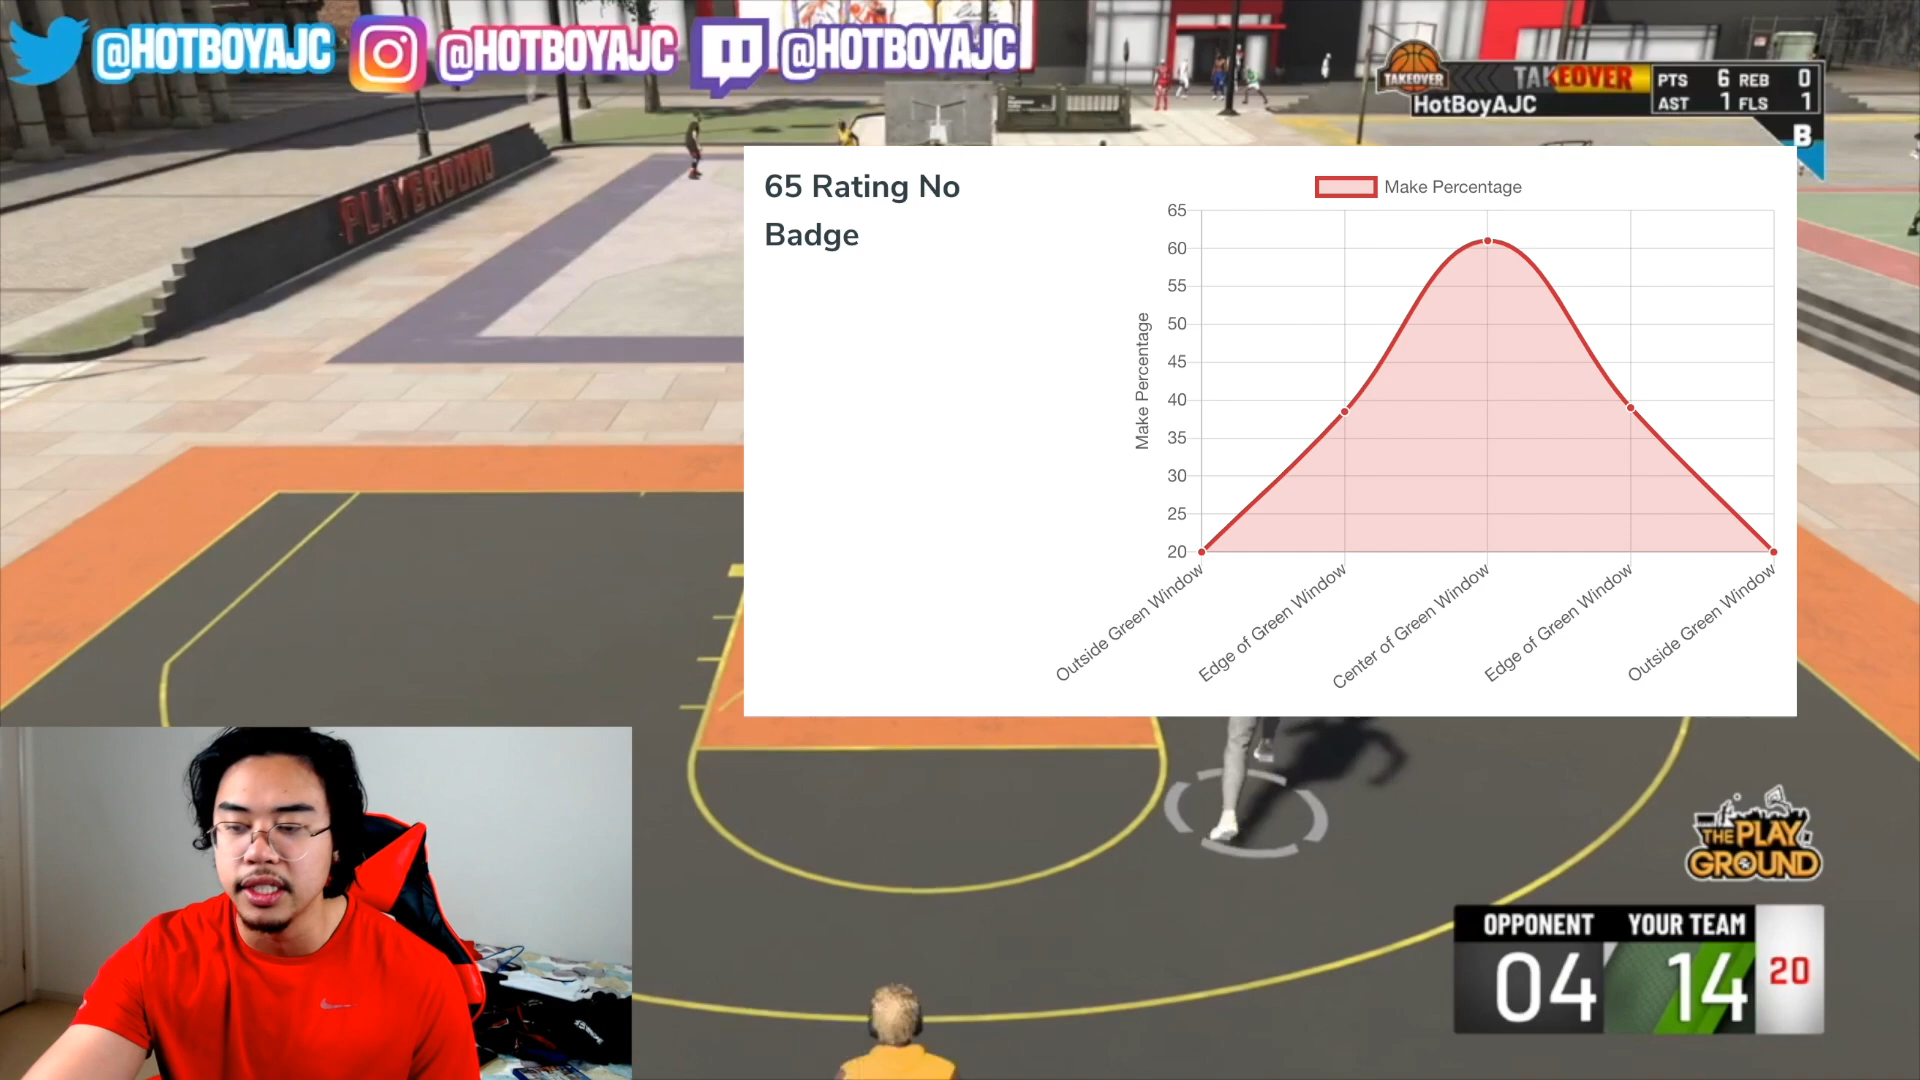 @HOTBOYAJC @HOTBOYAJC @HOTBOYAJC
TAKEOVER TAKEOVER PTS 6 REB 0
HotBoyAJC AST 1 FLS 1
B
PLAYGROUND
65 Rating No
Badge
Make Percentage
Make Percentage
65
60
55
50
45
40
35
30
25
20
Outside Green Window
Edge of Green Window
Center of Green Window
Edge of Green Window
Outside Green Window
THE PLAY
GROUND
OPPONENT YOUR TEAM
04 14 20